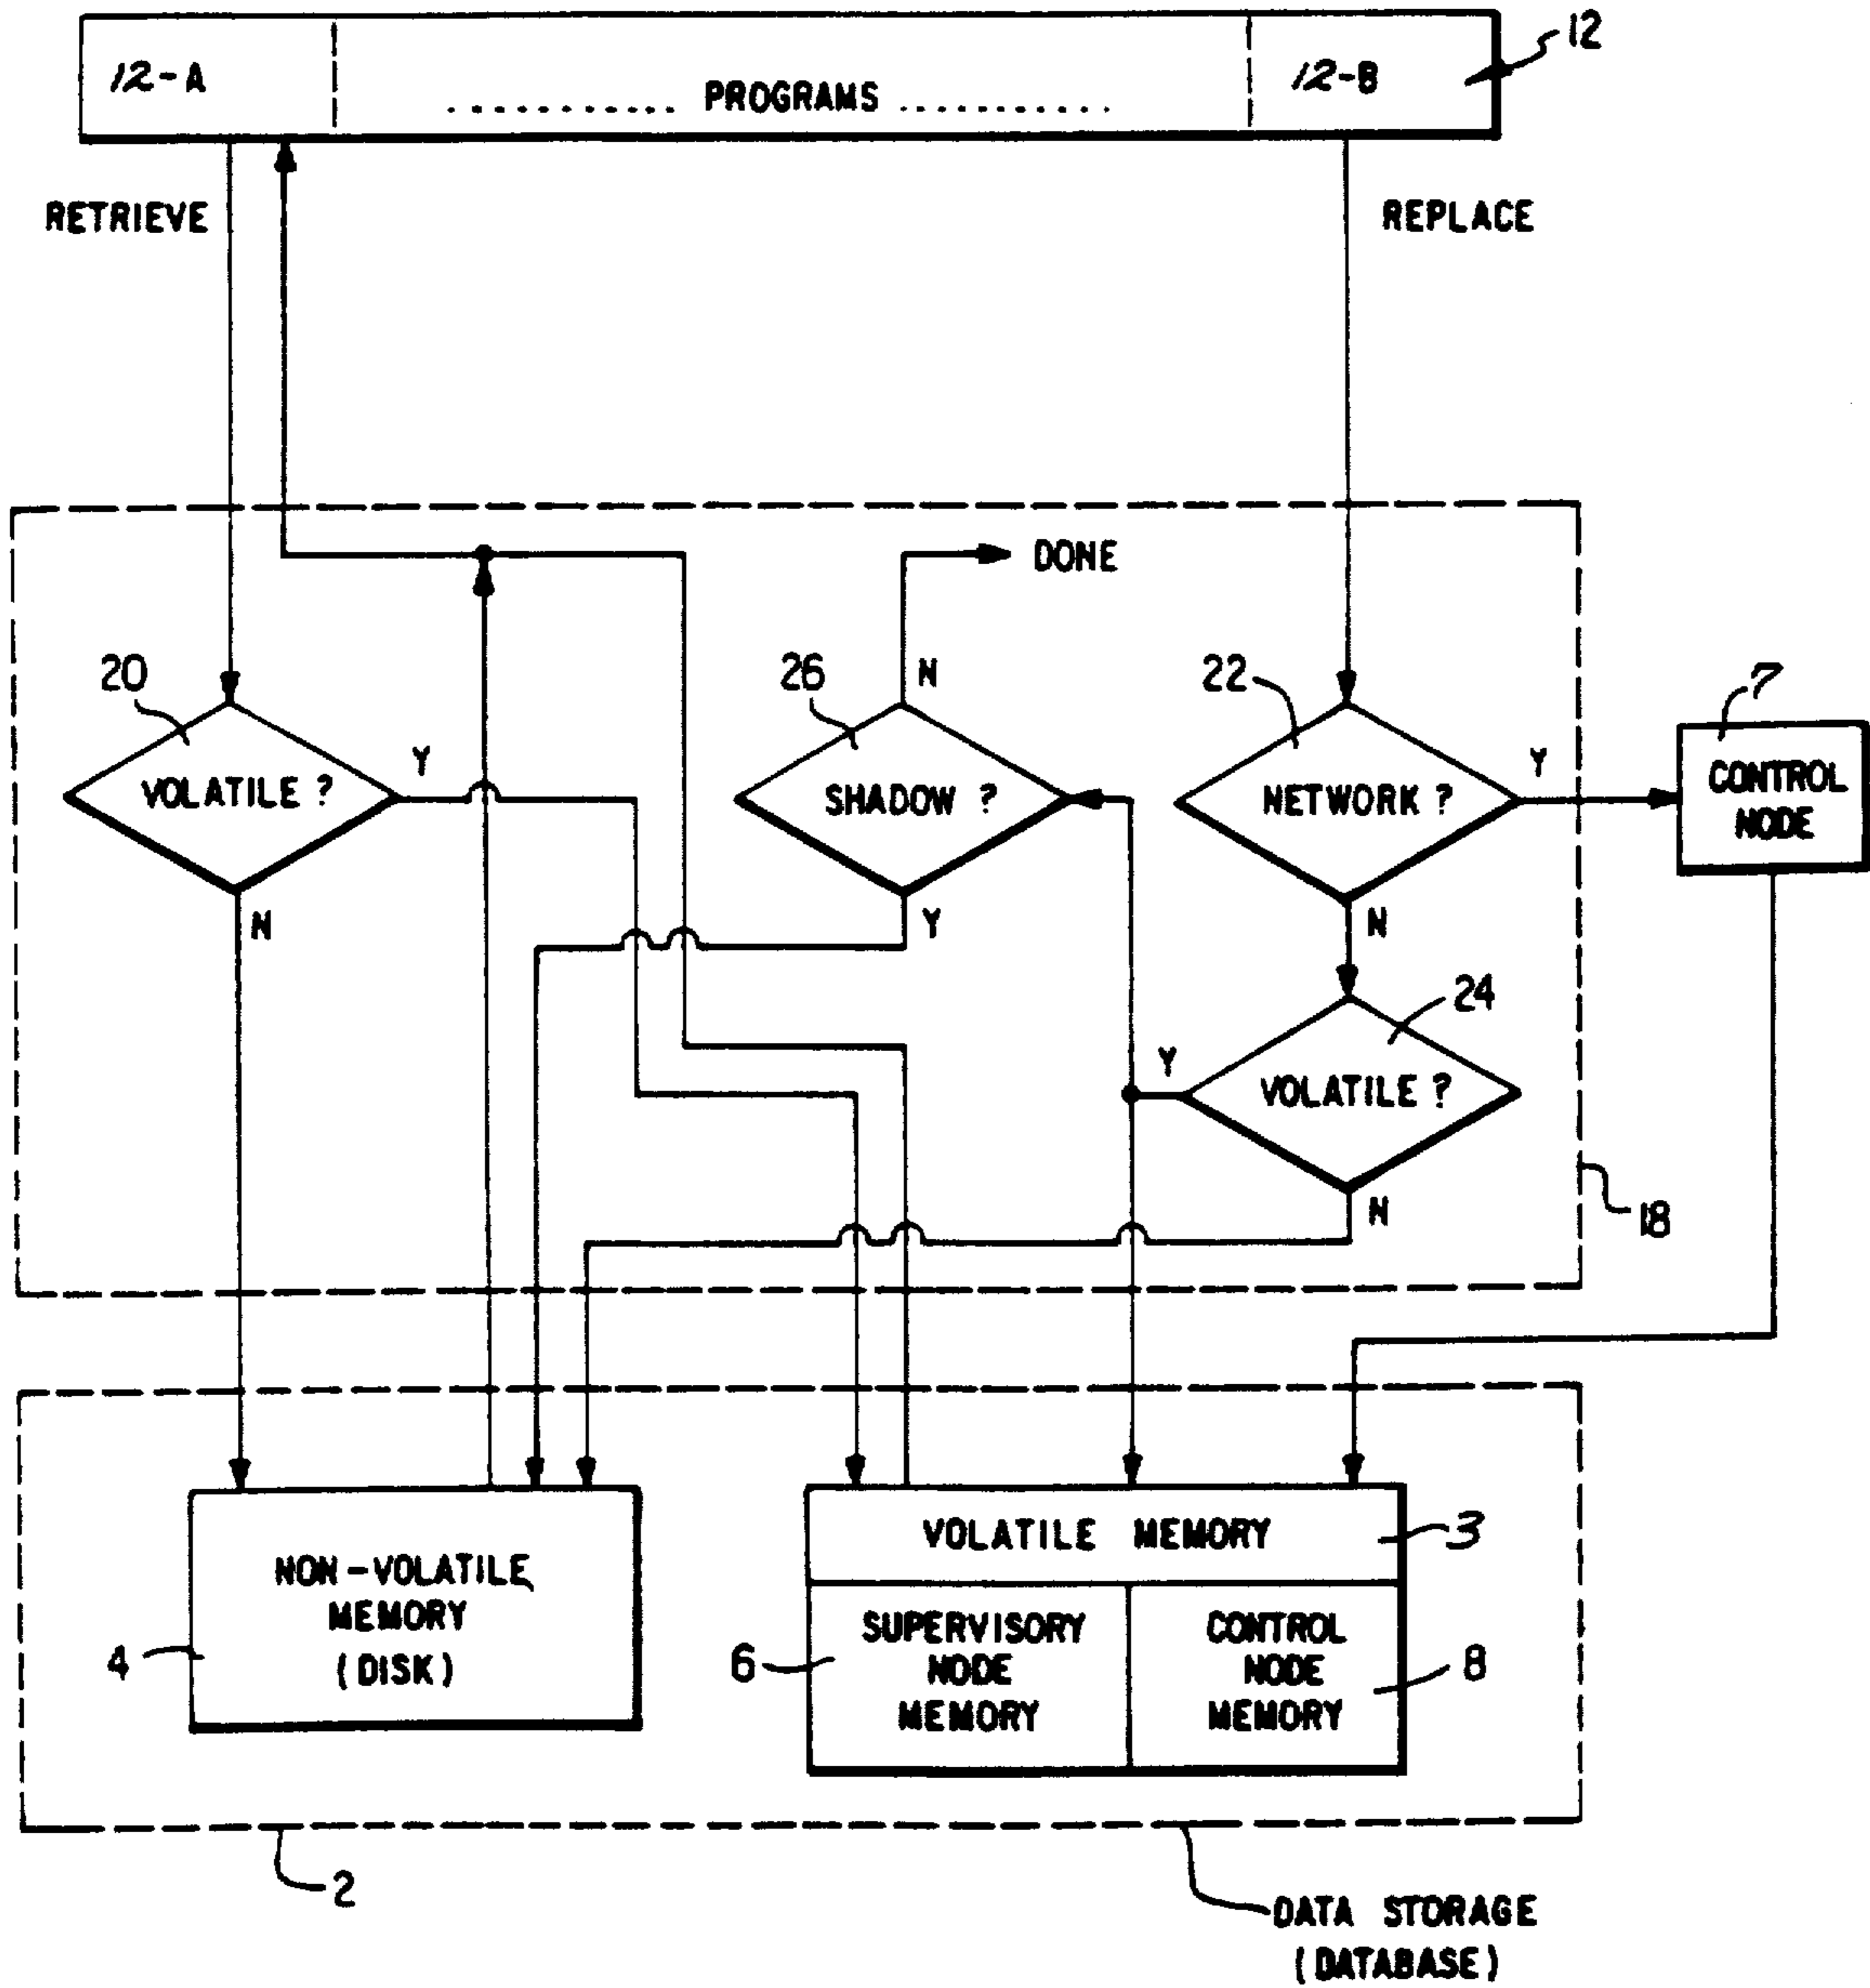 12
12-A
PROGRAMS
12-B
RETRIEVE
REPLACE
DONE
20
26
22
7
N
Y
VOLATILE ?
SHADOW ?
NETWORK ?
Y
CONTROL
NODE
N
Y
N
24
Y
VOLATILE ?
N
18
VOLATILE MEMORY
3
NON-VOLATILE
MEMORY
(DISK)
4
6
SUPERVISORY
NODE
MEMORY
CONTROL
NODE
MEMORY
8
2
DATA STORAGE
(DATABASE)